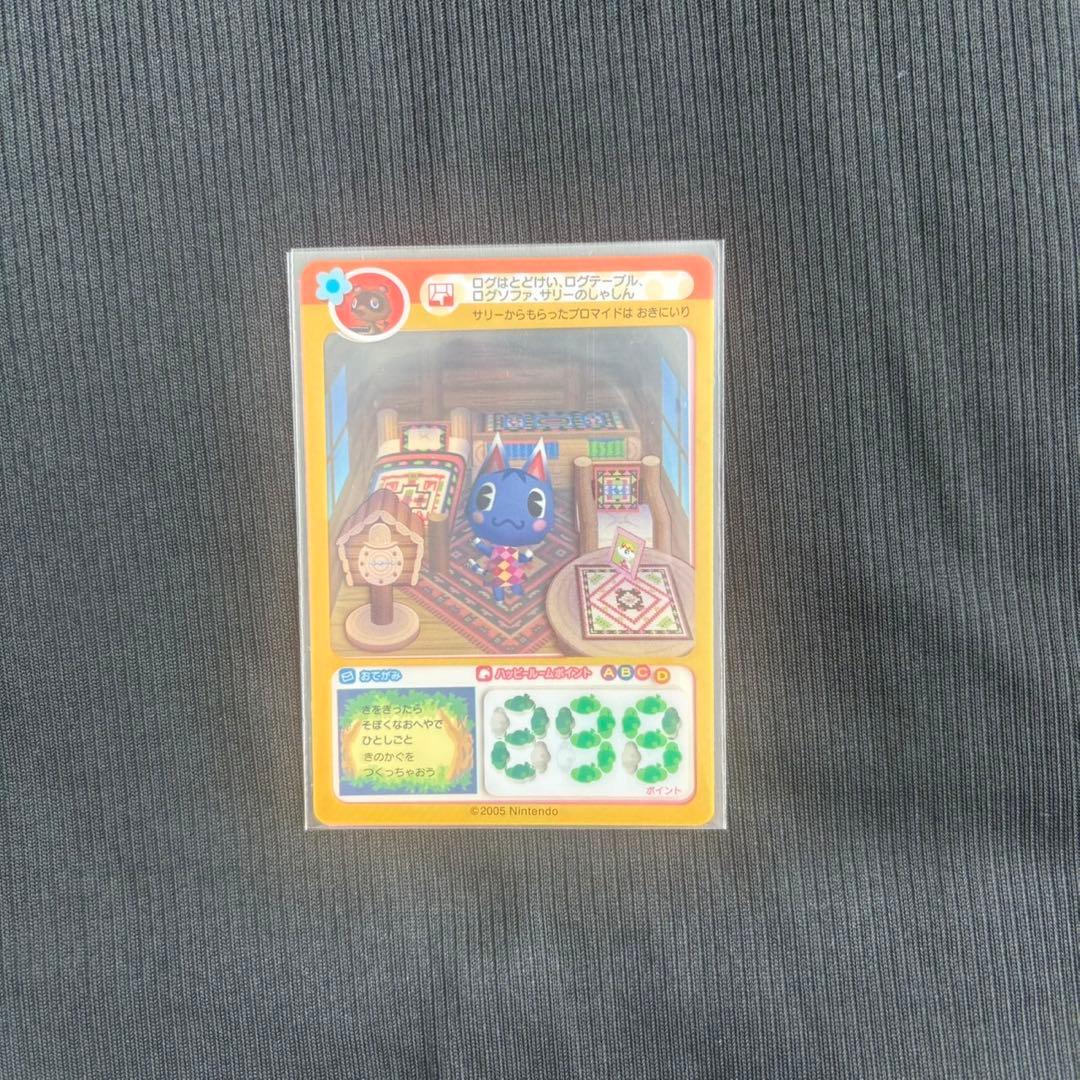 ログはとどけい、ログテーブル、
ログソファ、サリーのしゃしん
サリーからもらったブロマイドは おきにいり
おてがみ
きをきったら
そぼくなおへやで
ひとしごと
きのかぐを
つくっちゃおう
ハッピールームポイント A B C D
ポイント
©2005 Nintendo